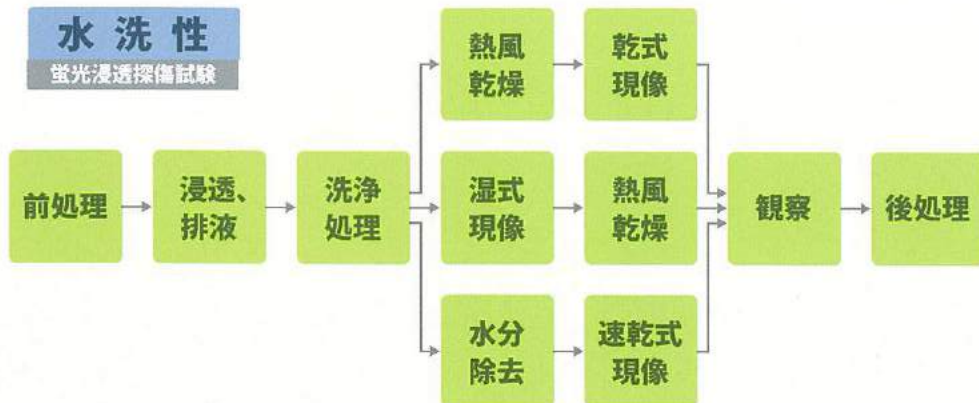 水洗性
蛍光浸透探傷試験
前処理
浸透、
排液
洗浄
処理
熱風
乾燥
乾式
現像
湿式
現像
熱風
乾燥
水分
除去
速乾式
現像
観察
後処理